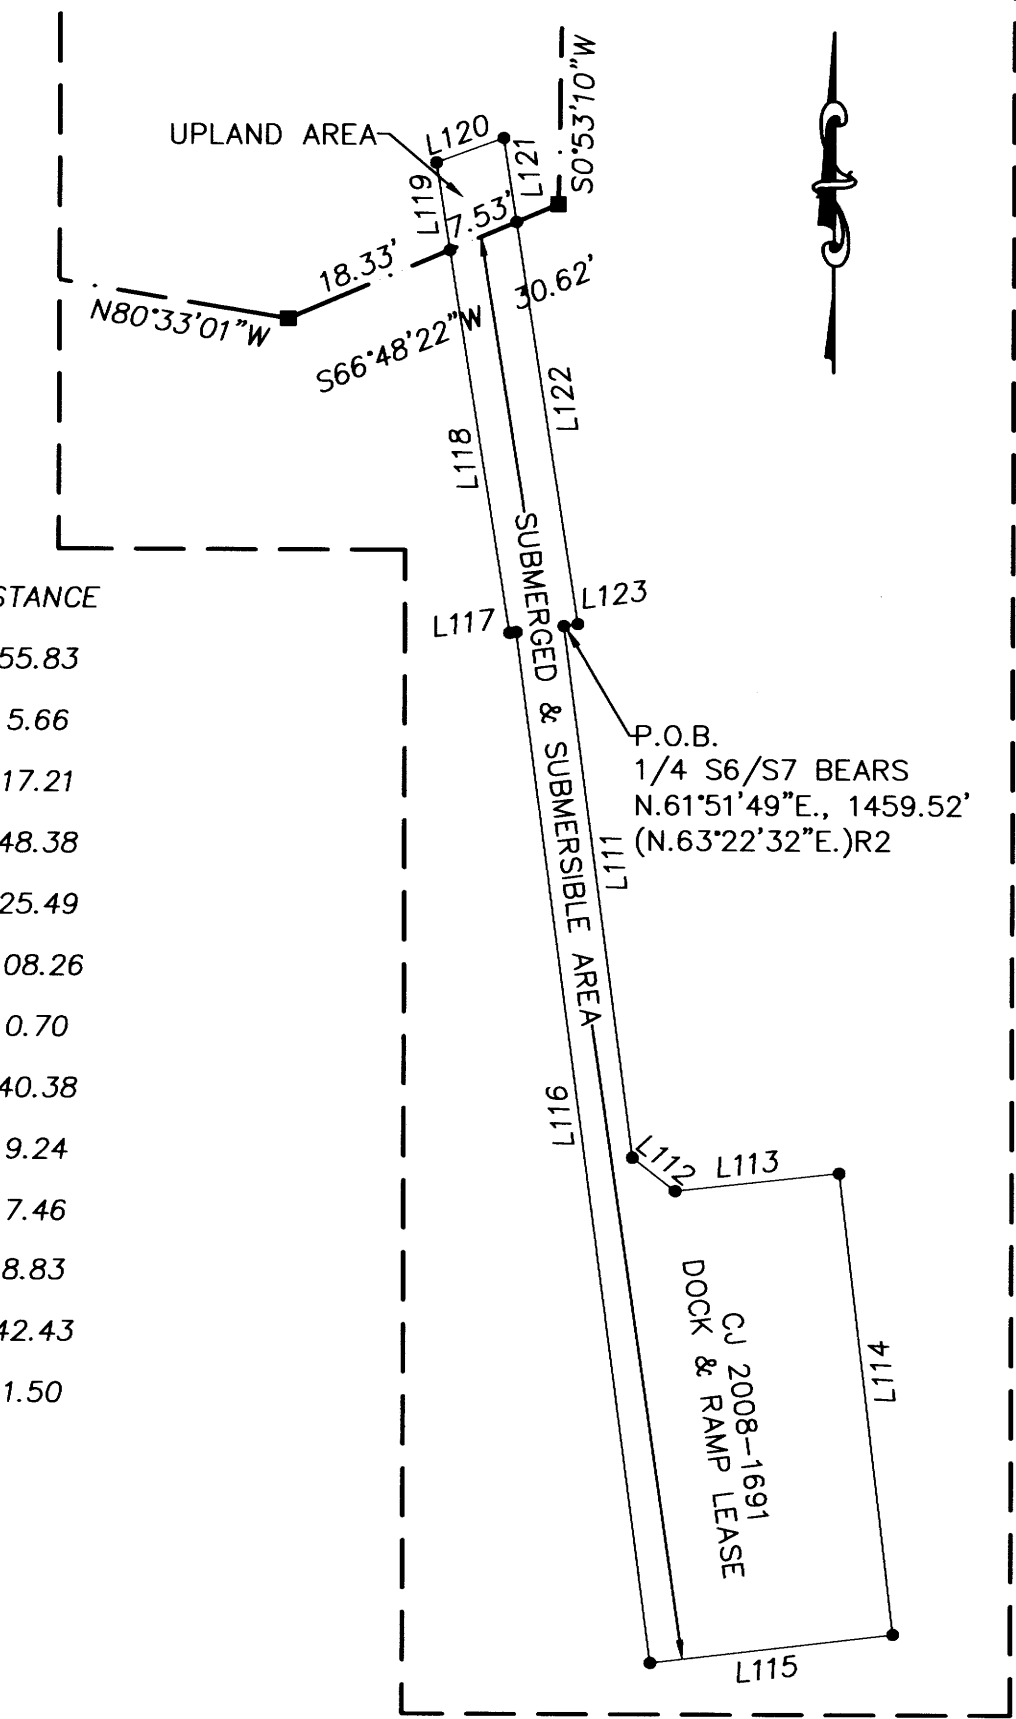 S0°53'10"W
UPLAND AREA
L120
L121
L119
7.53'
18.33'
30.62'
N80°33'01"W
S66°48'22"W
L122
L118
STANCE
55.83
5.66
17.21
48.38
25.49
08.26
0.70
40.38
9.24
7.46
8.83
42.43
1.50
L123
L117
SUBMERGED & SUBMERSIBLE AREA
P.O.B.
1/4 S6/S7 BEARS
N.61°51'49"E., 1459.52'
(N.63°22'32"E.)R2
L111
L116
L112
L113
L114
CJ 2008-1691
DOCK & RAMP LEASE
L115